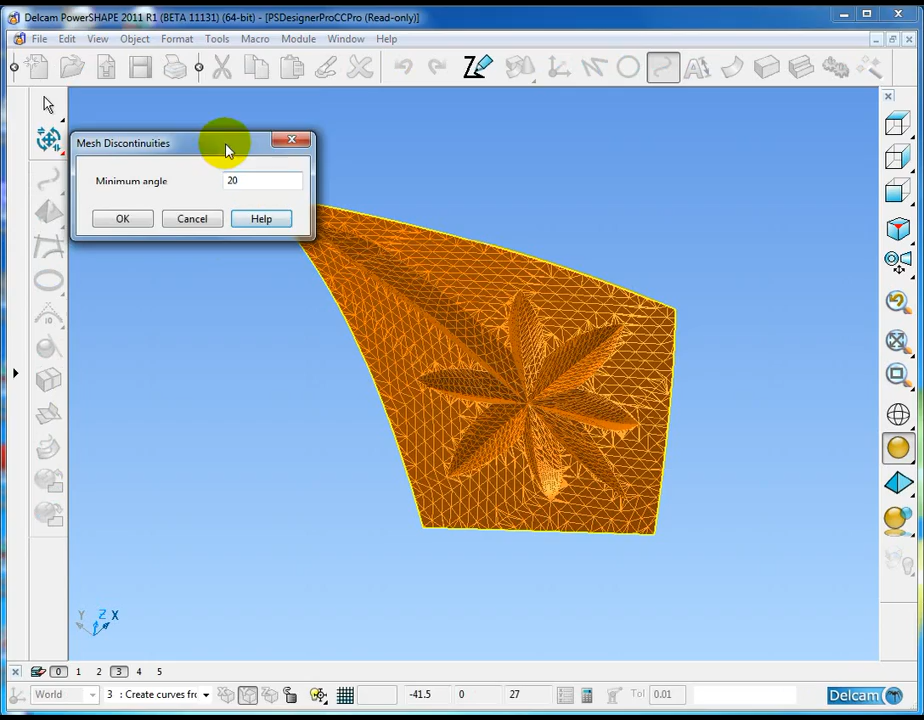 Delcam PowerSHAPE 2011 R1 (BETA 11131) (64-bit) - [PSDesignerProCCPro (Read-only)]
File Edit View Object Format Tools Macro Module Window Help
Mesh Discontinuities
Minimum angle 20
OK Cancel Help
Z
Y Z X
0 1 2 3 4 5
World 3 : Create curves fro -41.5 0 27 Tol 0.01 Delcam